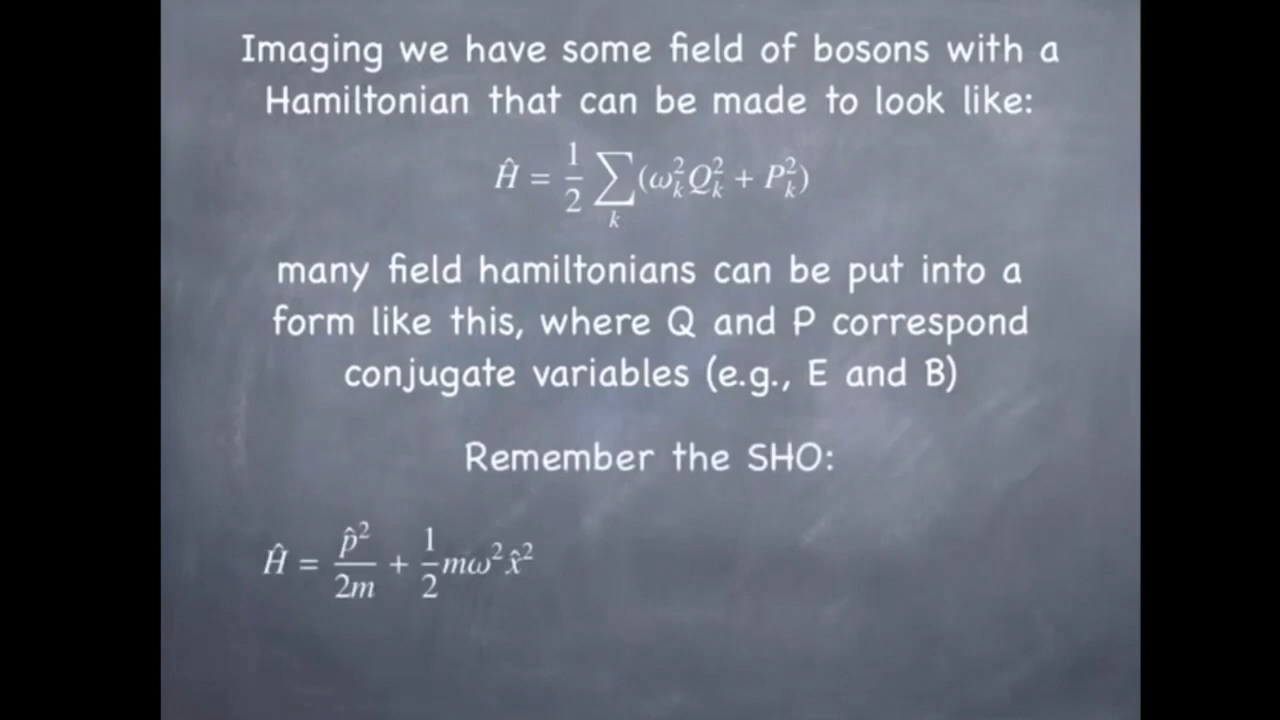 Imaging we have some field of bosons with a
Hamiltonian that can be made to look like:
Ĥ = 1/2 ∑_k (ω_k^2 Q_k^2 + P_k^2)
many field hamiltonians can be put into a
form like this, where Q and P correspond
conjugate variables (e.g., E and B)
Remember the SHO:
Ĥ = p̂^2/2m + 1/2 mω^2 x̂^2